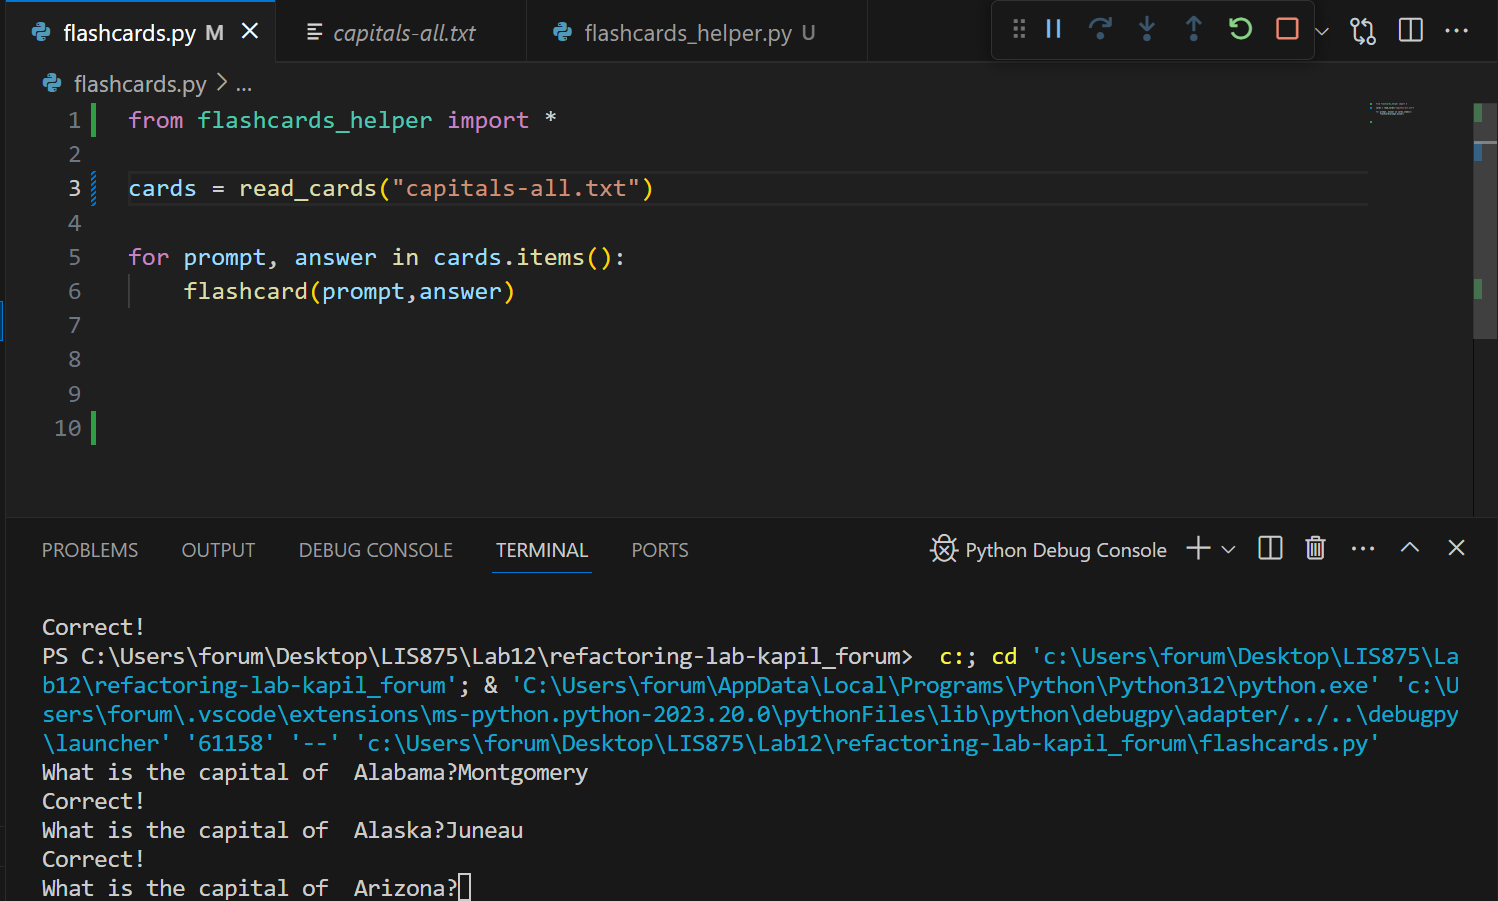 flashcards.py M
capitals-all.txt
flashcards_helper.py U
flashcards.py > ...
1 from flashcards_helper import *
2
3 cards = read_cards("capitals-all.txt")
4
5 for prompt, answer in cards.items():
6 flashcard(prompt,answer)
7
8
9
10
PROBLEMS OUTPUT DEBUG CONSOLE TERMINAL PORTS Python Debug Console
Correct!
PS C:\Users\forum\Desktop\LIS875\Lab12\refactoring-lab-kapil_forum>  c:; cd 'c:\Users\forum\Desktop\LIS875\La
b12\refactoring-lab-kapil_forum'; & 'C:\Users\forum\AppData\Local\Programs\Python\Python312\python.exe' 'c:\U
sers\forum\.vscode\extensions\ms-python.python-2023.20.0\pythonFiles\lib\python\debugpy\adapter/../..\debugpy
\launcher' '61158' '--' 'c:\Users\forum\Desktop\LIS875\Lab12\refactoring-lab-kapil_forum\flashcards.py'
What is the capital of  Alabama?Montgomery
Correct!
What is the capital of  Alaska?Juneau
Correct!
What is the capital of  Arizona?